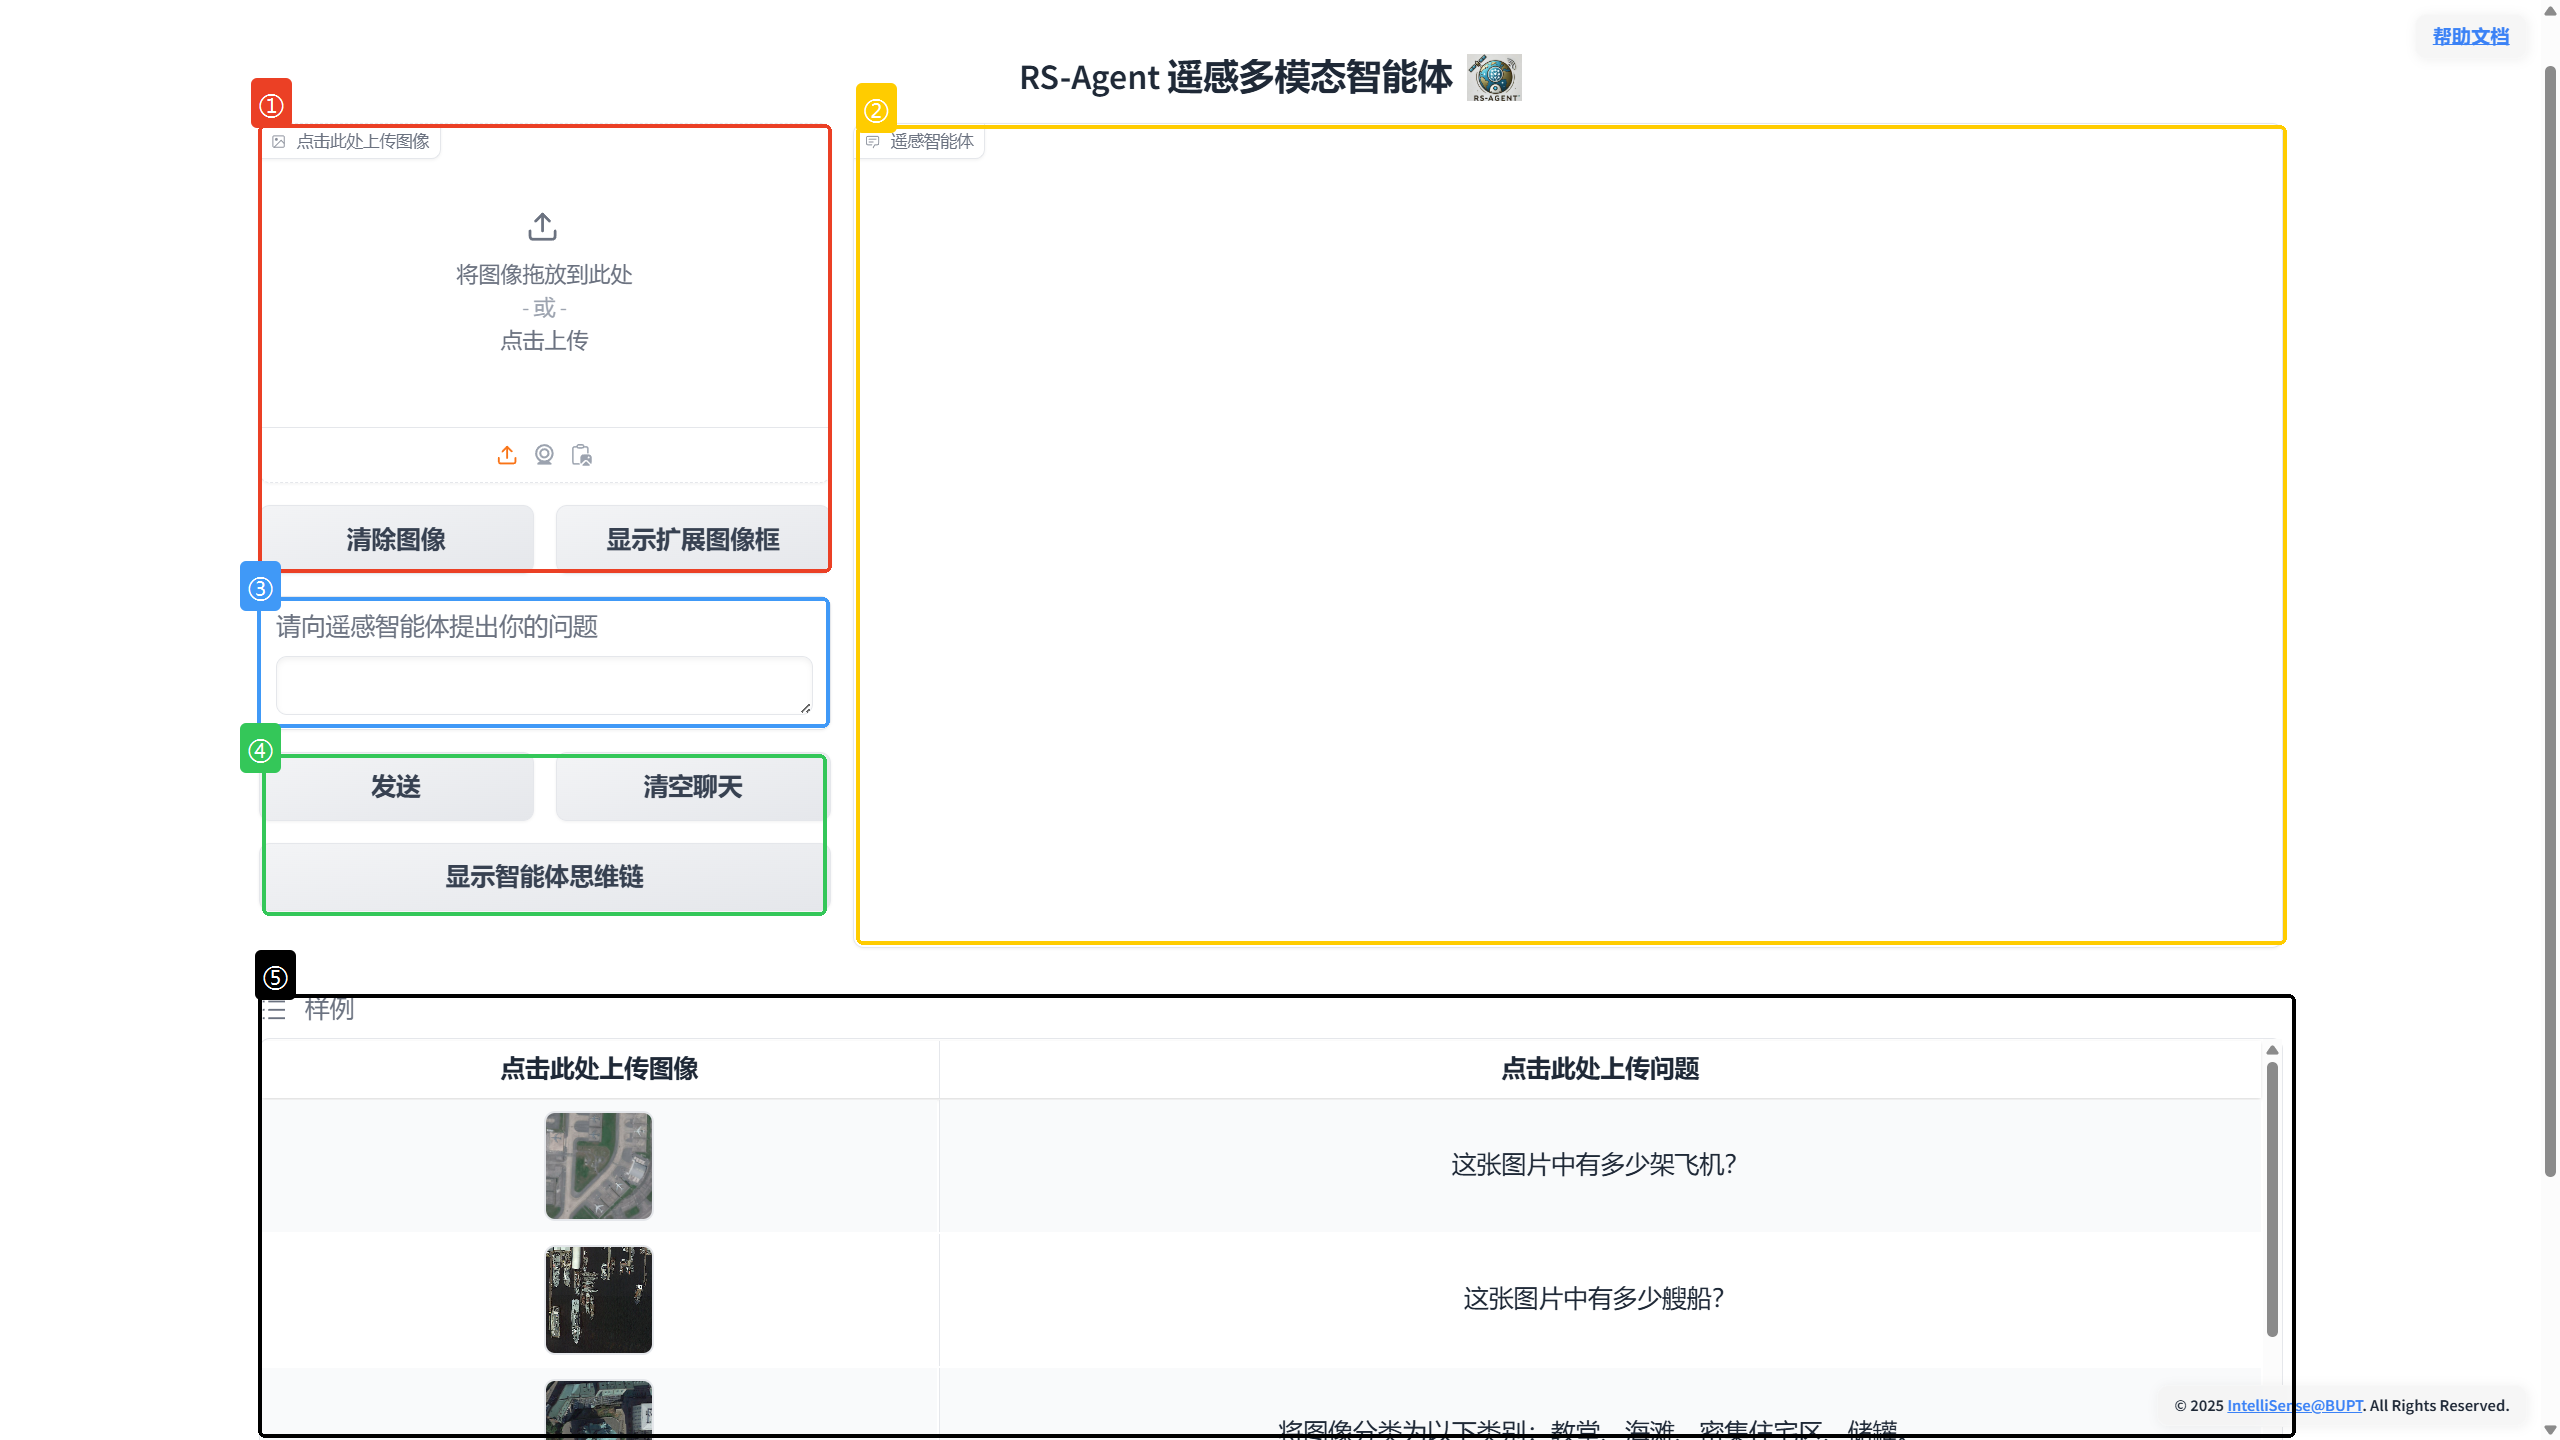 帮助文档
RS-Agent 遥感多模态智能体
RS-AGENT
①
②
点击此处上传图像
遥感智能体
将图像拖放到此处
- 或 -
点击上传
清除图像
显示扩展图像框
③
请向遥感智能体提出你的问题
④
发送
清空聊天
显示智能体思维链
⑤
样例
点击此处上传图像
点击此处上传问题
这张图片中有多少架飞机？
这张图片中有多少艘船？
将图像分类为以下类别：教堂、海滩、密集住宅区、储罐。
© 2025 IntelliSense@BUPT. All Rights Reserved.